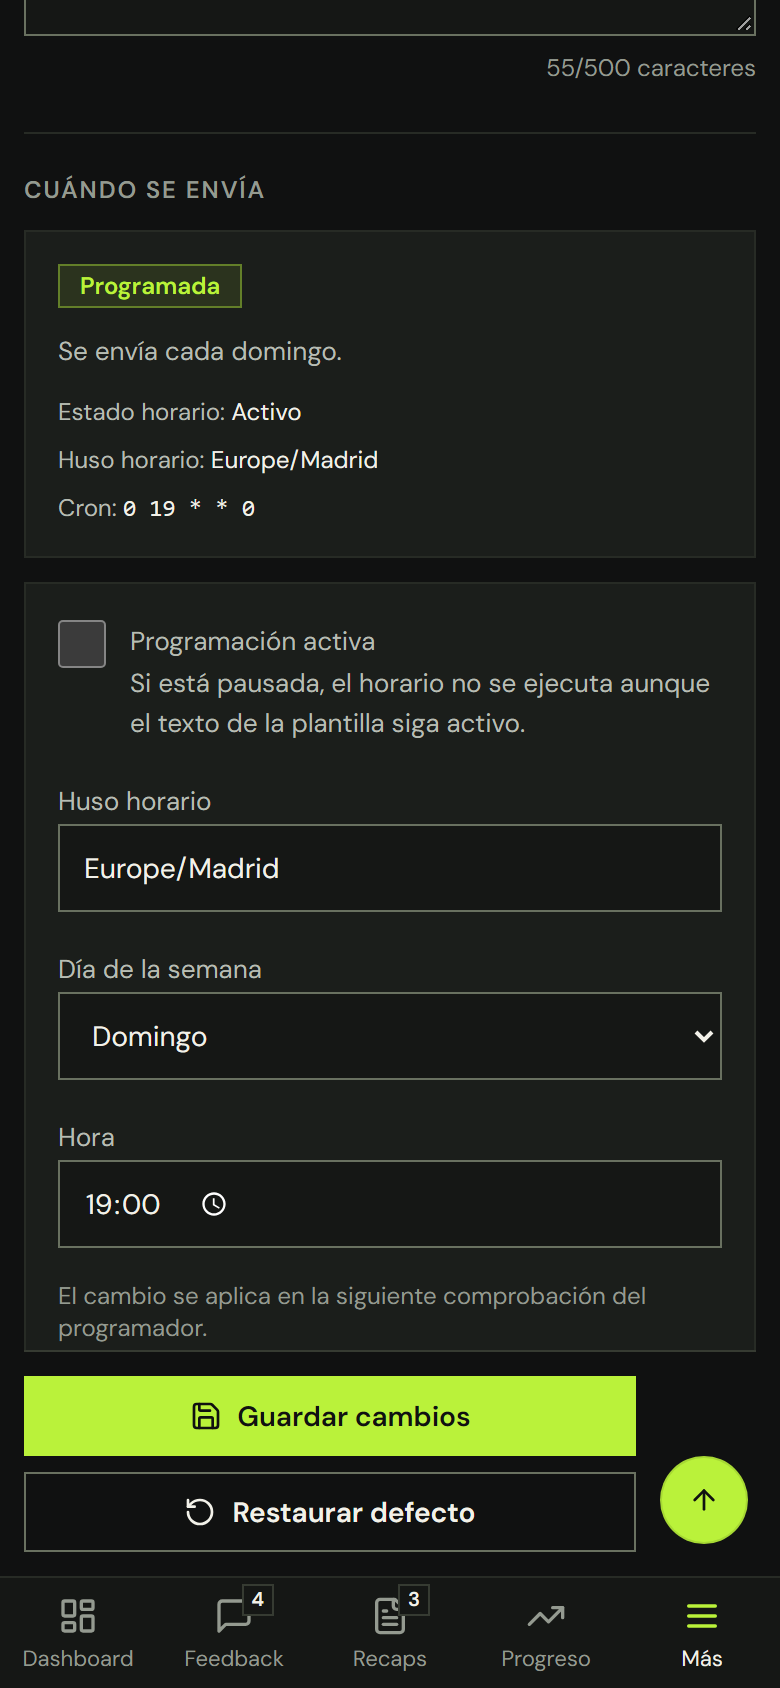 55/500 caracteres
CUÁNDO SE ENVÍA
Programada
Se envía cada domingo.
Estado horario: Activo
Huso horario: Europe/Madrid
Cron: 0 19 * * 0
Programación activa
Si está pausada, el horario no se ejecuta aunque
el texto de la plantilla siga activo.
Huso horario
Europe/Madrid
Día de la semana
Domingo
Hora
19:00
El cambio se aplica en la siguiente comprobación del
programador.
Guardar cambios
Restaurar defecto
4
3
Dashboard
Feedback
Recaps
Progreso
Más